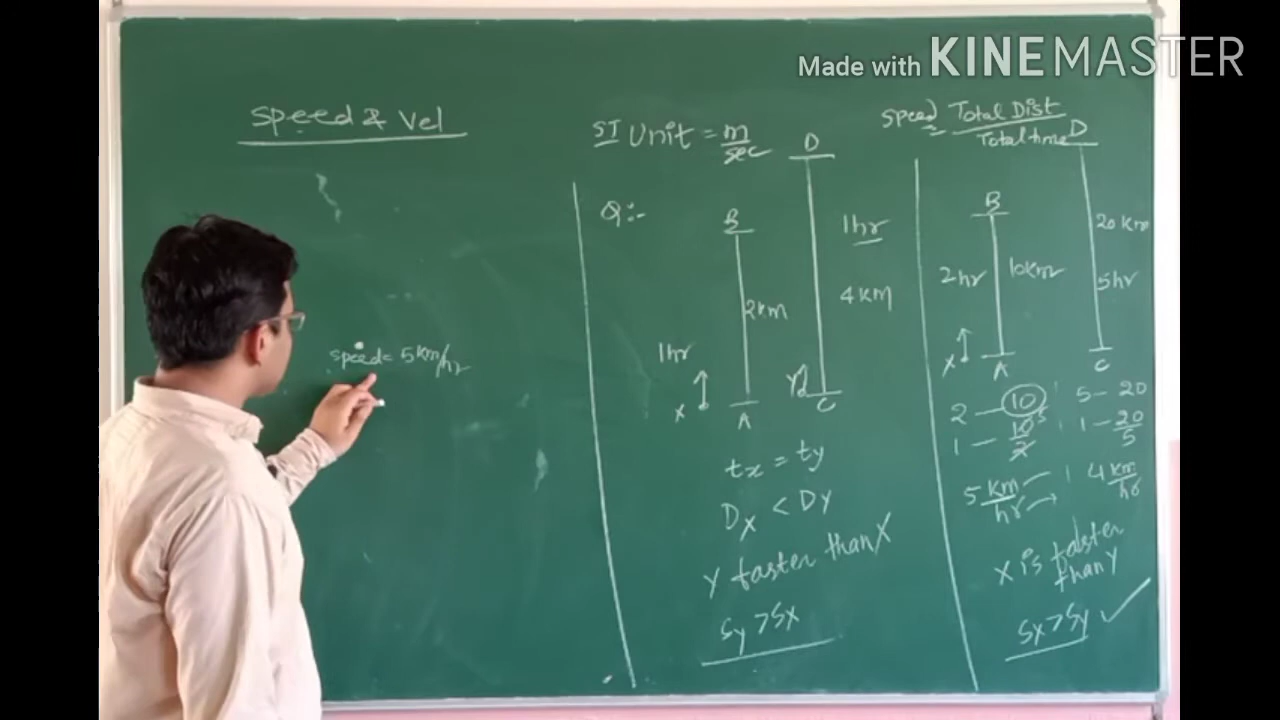 Made with KINEMASTER
Speed & Vel
speed = 5 km/hr
SI Unit = m/sec
Q:-
D
B
1hr
2km
4km
1hr
X
Y
A
C
tx = ty
Dx < Dy
Y faster than X
Sy > Sx
Speed = Total Dist
Total time
D
B
20 km
2hr
10km
5hr
X
A
C
2 — 10
5 — 20
1 — 10/2 5
1 — 20/5
5 km/hr
4 km/hr
X is faster
than Y
Sx > Sy ✓